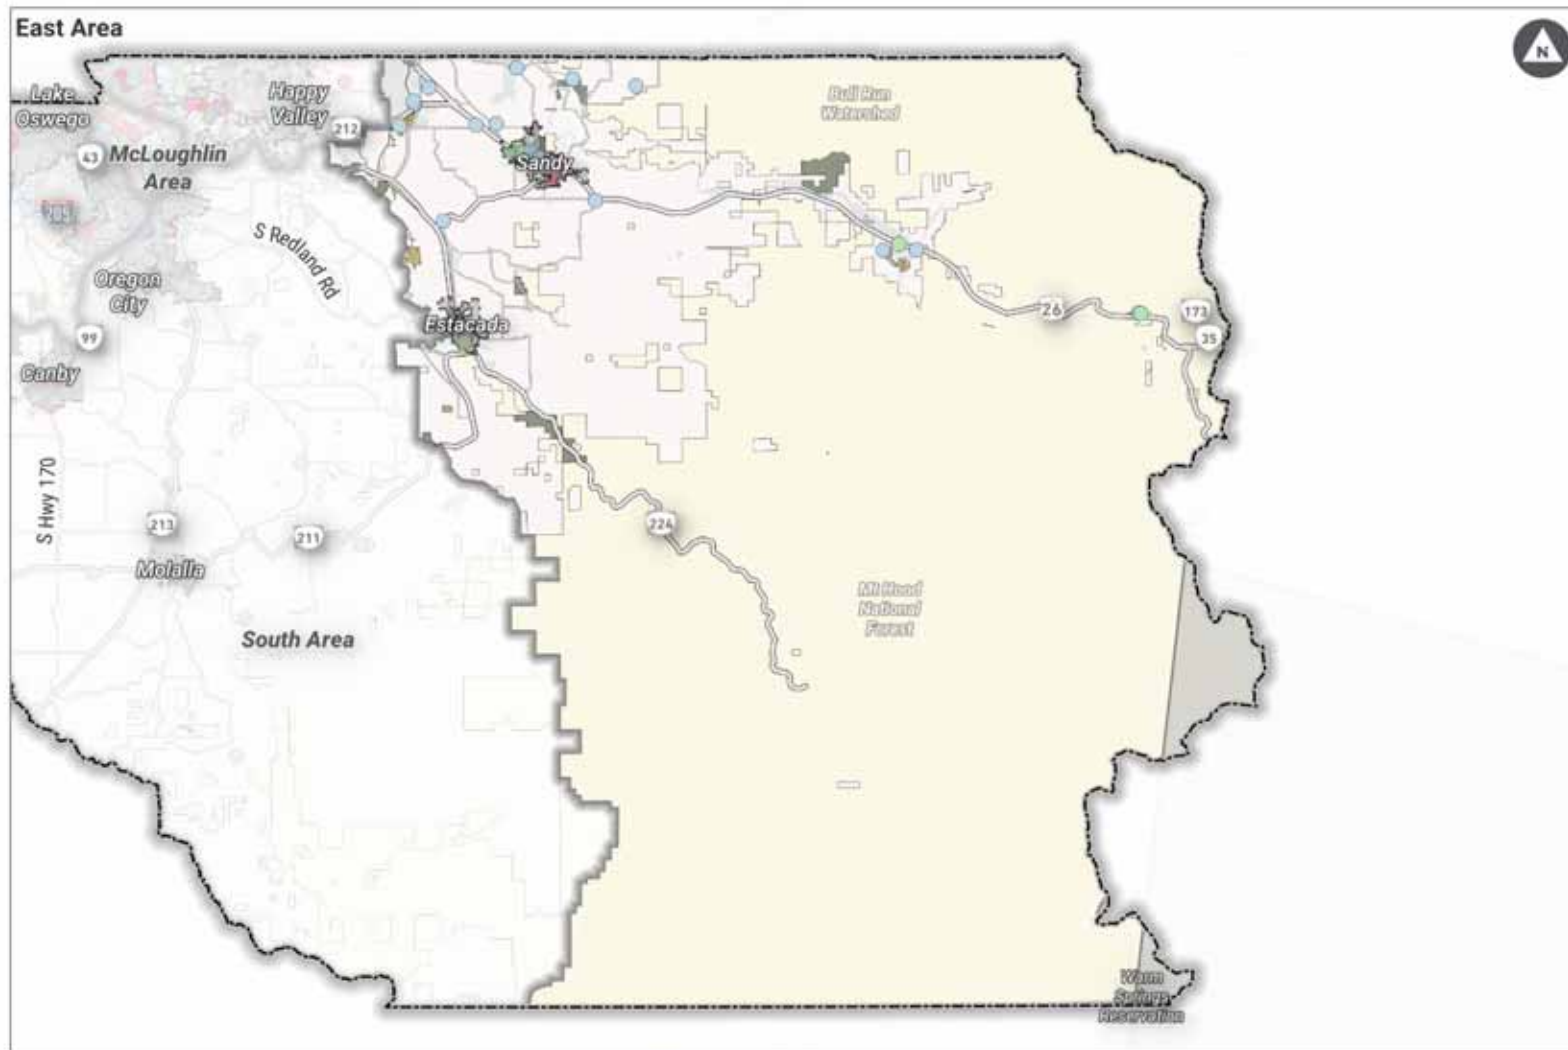 East Area
N
Lake
Oswego
Happy
Valley
212
Bull Run
Watershed
43
McLoughlin
Area
Sandy
205
S Redland Rd
Oregon
City
99
Estacada
26
173
35
Canby
S Hwy 170
213
211
224
Molalla
Mt Hood
National
Forest
South Area
Warm
Springs
Reservation